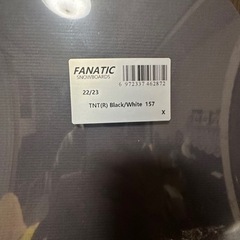 FANATIC
SNOWBOARDS
6 972337 462872
22/23
TNT(R) Black/White 157
X